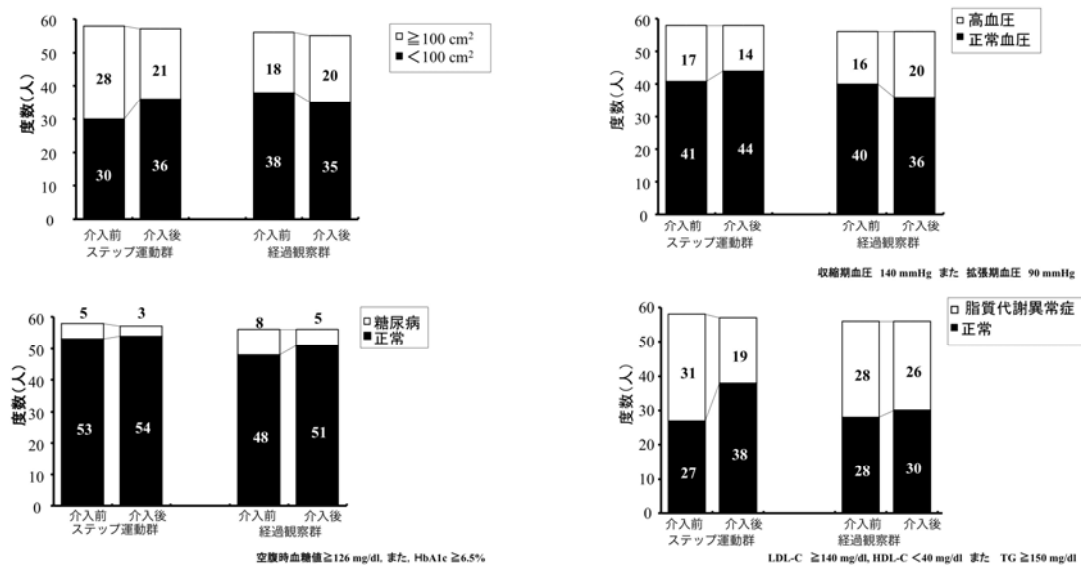 度数(人)
60
50
40
30
20
10
0
28
21
18
20
30
36
38
35
介入前 介入後 介入前 介入後
ステップ運動群 経過観察群
□ ≧100 cm²
■ <100 cm²
度数(人)
60
50
40
30
20
10
0
17
14
16
20
41
44
40
36
介入前 介入後 介入前 介入後
ステップ運動群 経過観察群
□ 高血圧
■ 正常血圧
収縮期血圧 140 mmHg また 拡張期血圧 90 mmHg
度数(人)
60
50
40
30
20
10
0
5
3
8
5
53
54
48
51
介入前 介入後 介入前 介入後
ステップ運動群 経過観察群
□ 糖尿病
■ 正常
空腹時血糖値≧126 mg/dl, また, HbA1c ≧6.5%
度数(人)
60
50
40
30
20
10
0
31
19
28
26
27
38
28
30
介入前 介入後 介入前 介入後
ステップ運動群 経過観察群
□ 脂質代謝異常症
■ 正常
LDL-C ≧140 mg/dl, HDL-C <40 mg/dl また TG ≧150 mg/dl